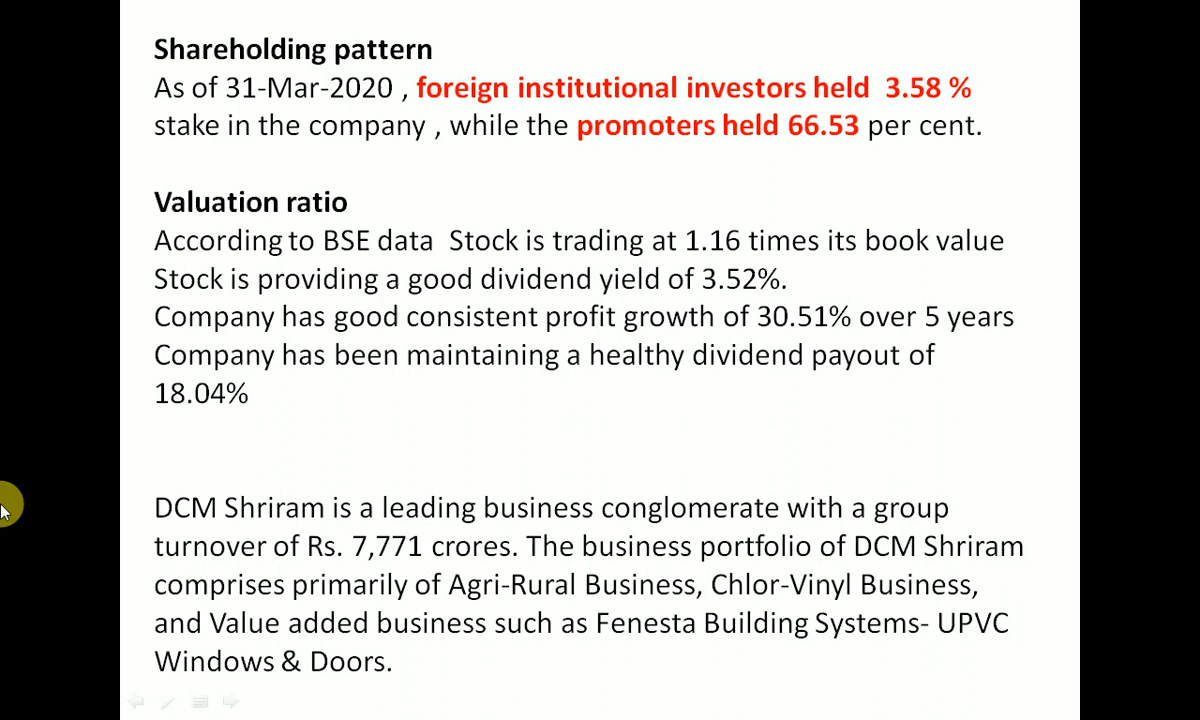 Shareholding pattern
As of 31-Mar-2020 , foreign institutional investors held  3.58 %
stake in the company , while the promoters held 66.53 per cent.
Valuation ratio
According to BSE data  Stock is trading at 1.16 times its book value
Stock is providing a good dividend yield of 3.52%.
Company has good consistent profit growth of 30.51% over 5 years
Company has been maintaining a healthy dividend payout of
18.04%
DCM Shriram is a leading business conglomerate with a group
turnover of Rs. 7,771 crores. The business portfolio of DCM Shriram
comprises primarily of Agri-Rural Business, Chlor-Vinyl Business,
and Value added business such as Fenesta Building Systems- UPVC
Windows & Doors.